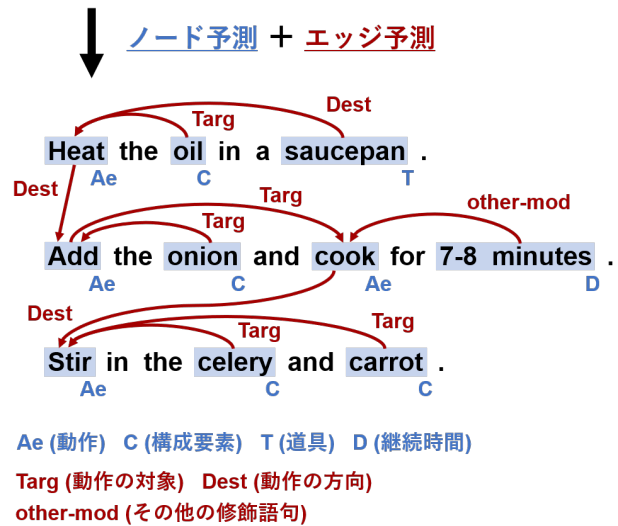 ノード予測 + エッジ予測
Dest
Targ
Heat the oil in a saucepan .
Ae C T
Dest
Targ
other-mod
Targ
Add the onion and cook for 7-8 minutes .
Ae C Ae D
Dest
Targ
Targ
Stir in the celery and carrot .
Ae C C
Ae (動作) C (構成要素) T (道具) D (継続時間)
Targ (動作の対象) Dest (動作の方向)
other-mod (その他の修飾語句)